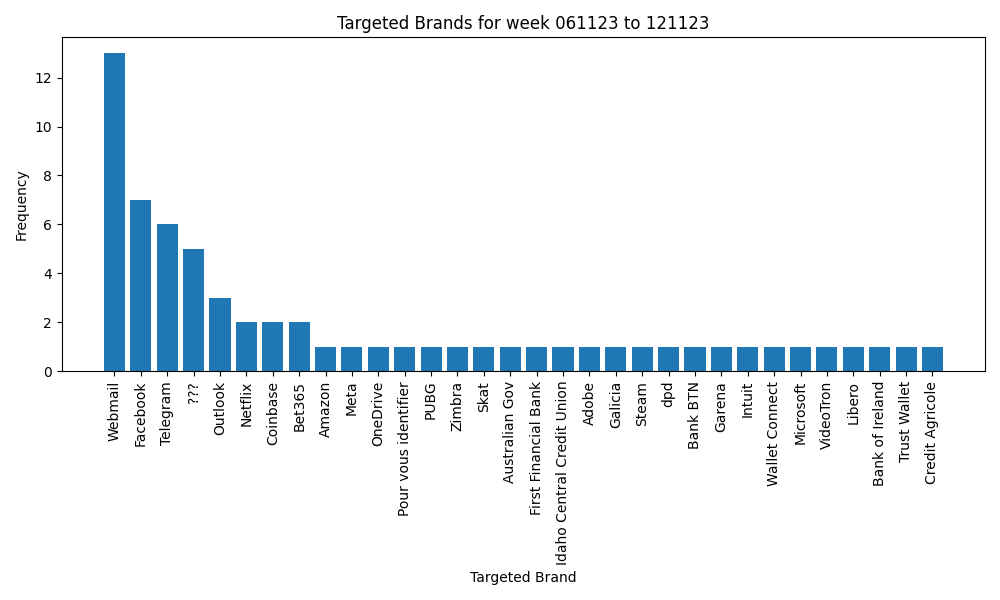 Targeted Brands for week 061123 to 121123
Frequency
12
10
8
6
4
2
0
Webmail
Facebook
Telegram
???
Outlook
Netflix
Coinbase
Bet365
Amazon
Meta
OneDrive
Pour vous identifier
PUBG
Zimbra
Skat
Australian Gov
First Financial Bank
Idaho Central Credit Union
Adobe
Galicia
Steam
dpd
Bank BTN
Garena
Intuit
Wallet Connect
Microsoft
VideoTron
Libero
Bank of Ireland
Trust Wallet
Credit Agricole
Targeted Brand